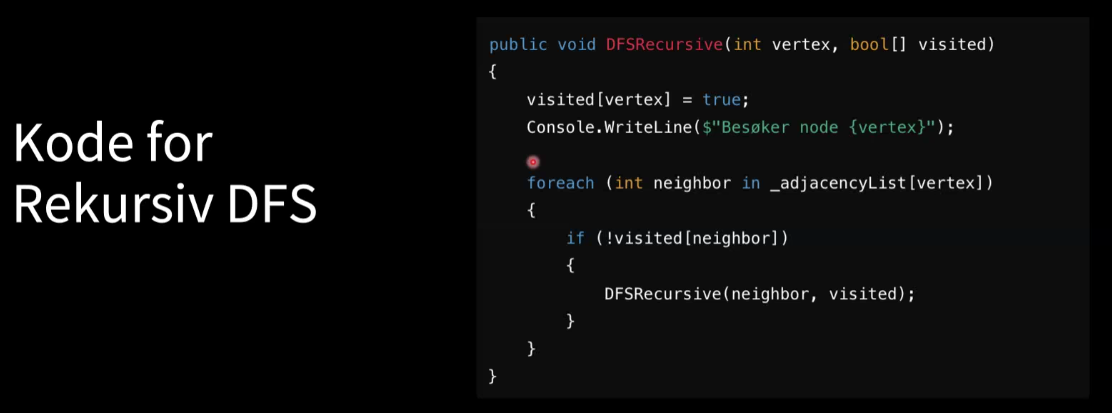 Kode for
Rekursiv DFS
public void DFSRecursive(int vertex, bool[] visited)
{
    visited[vertex] = true;
    Console.WriteLine($"Besøker node {vertex}");
    foreach (int neighbor in _adjacencyList[vertex])
    {
        if (!visited[neighbor])
        {
            DFSRecursive(neighbor, visited);
        }
    }
}